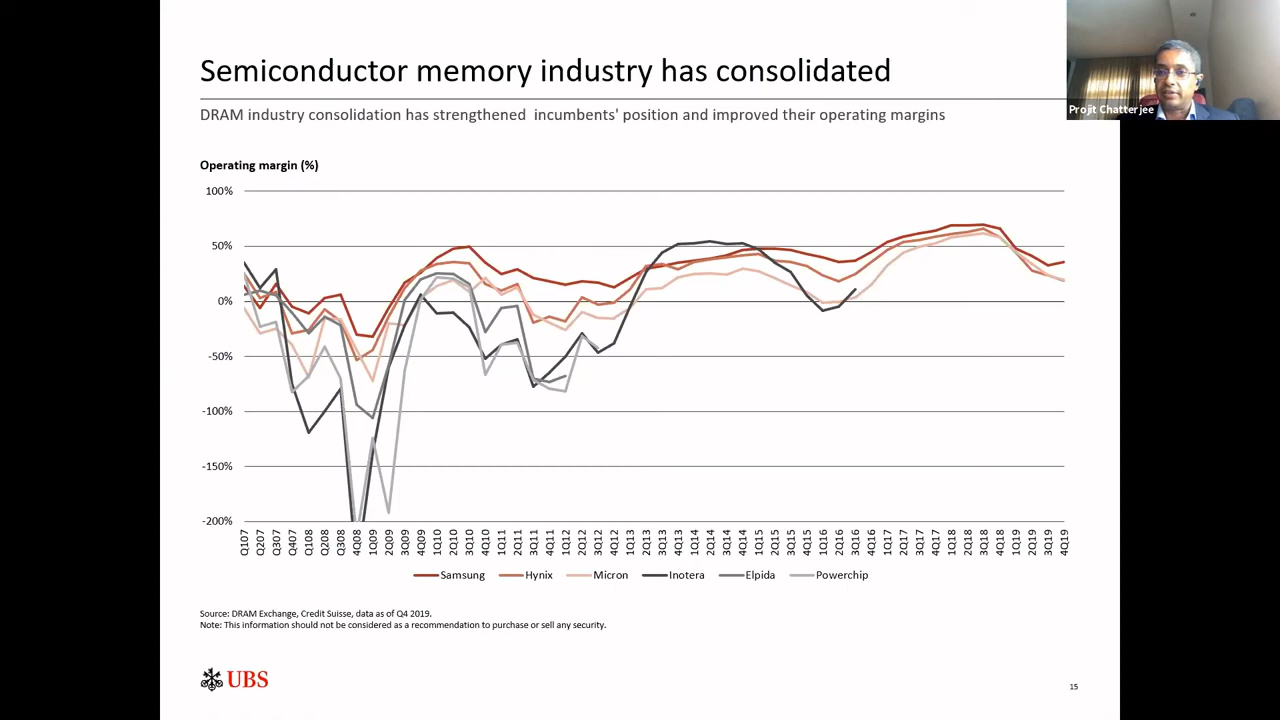 Semiconductor memory industry has consolidated
Projit Chatterjee
DRAM industry consolidation has strengthened  incumbents' position and improved their operating margins
Operating margin (%)
100%
50%
0%
-50%
-100%
-150%
-200%
Q107 Q207 Q307 Q407 Q108 Q208 Q308 4Q08 1Q09 2Q09 3Q09 4Q09 1Q10 2Q10 3Q10 4Q10 1Q11 2Q11 3Q11 4Q11 1Q12 2Q12 3Q12 4Q12 1Q13 2Q13 3Q13 4Q13 1Q14 2Q14 3Q14 4Q14 1Q15 2Q15 3Q15 4Q15 1Q16 2Q16 3Q16 4Q16 1Q17 2Q17 3Q17 4Q17 1Q18 2Q18 3Q18 4Q18 1Q19 2Q19 3Q19 4Q19
Samsung Hynix Micron Inotera Elpida Powerchip
Source: DRAM Exchange, Credit Suisse, data as of Q4 2019.
Note: This information should not be considered as a recommendation to purchase or sell any security.
UBS
15